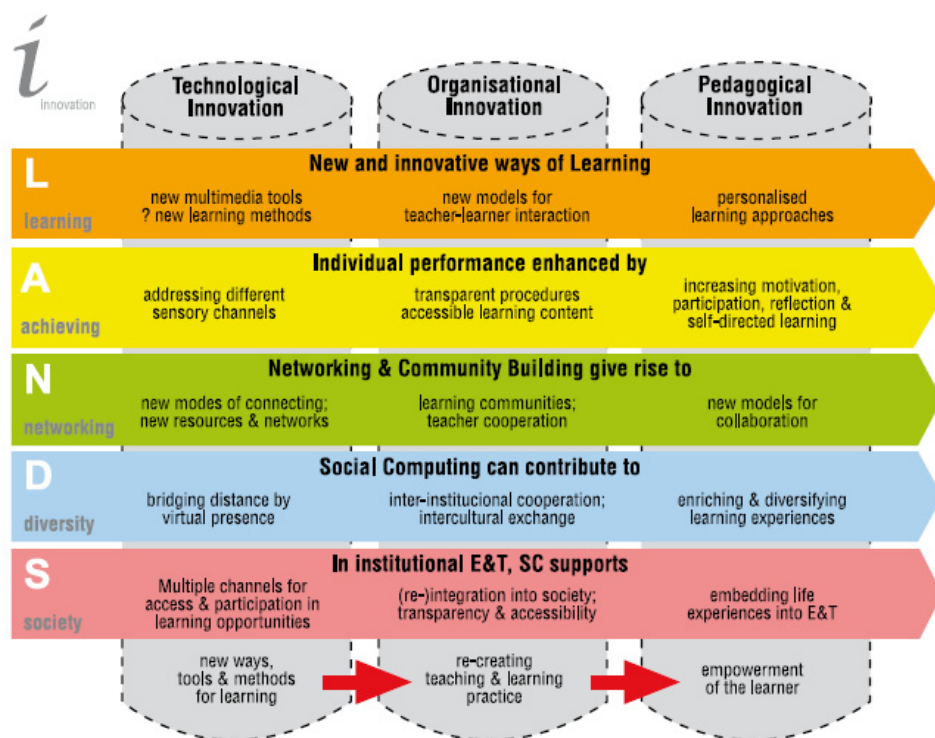 i
innovation
Technological
Innovation
Organisational
Innovation
Pedagogical
Innovation
L
learning
New and innovative ways of Learning
new multimedia tools
? new learning methods
new models for
teacher-learner interaction
personalised
learning approaches
A
achieving
Individual performance enhanced by
addressing different
sensory channels
transparent procedures
accessible learning content
increasing motivation,
participation, reflection &
self-directed learning
N
networking
Networking & Community Building give rise to
new modes of connecting;
new resources & networks
learning communities;
teacher cooperation
new models for
collaboration
D
diversity
Social Computing can contribute to
bridging distance by
virtual presence
inter-institucional cooperation;
intercultural exchange
enriching & diversifying
learning experiences
S
society
In institutional E&T, SC supports
Multiple channels for
access & participation in
learning opportunities
(re-)integration into society;
transparency & accessibility
embedding life
experiences into E&T
new ways,
tools & methods
for learning
re-creating
teaching & learning
practice
empowerment
of the learner